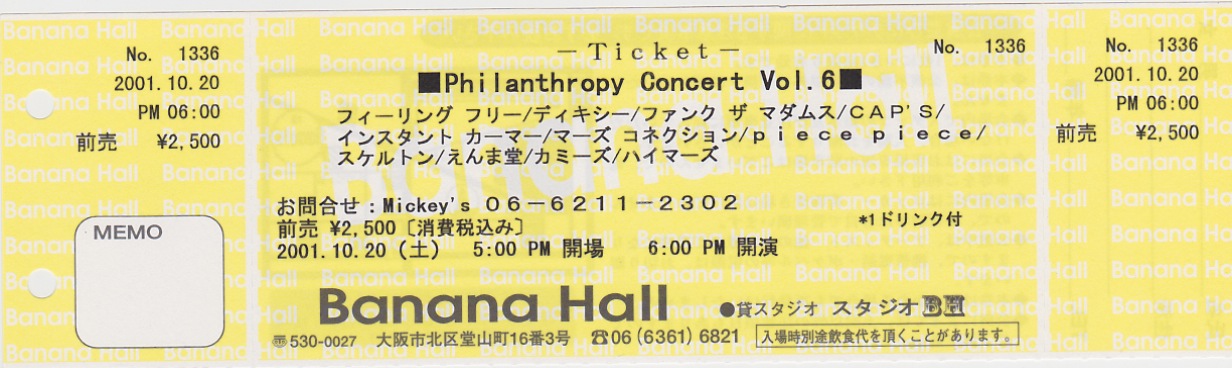 No. 1336
2001.10.20
PM 06:00
前売 ¥2,500
MEMO
－Ticket－
No. 1336
■Philanthropy Concert Vol.6■
フィーリング フリー/ディキシー/ファンク ザ マダムス/CAP'S/
インスタント カーマー/マーズ コネクション/piece piece/
スケルトン/えんま堂/カミーズ/ハイマーズ
お問合せ：Mickey's 06－6211－2302
前売 ¥2,500〔消費税込み〕
*1ドリンク付
2001.10.20（土） 5:00 PM 開場 6:00 PM 開演
Banana Hall ●貸スタジオ スタジオBH
〠530-0027 大阪市北区堂山町16番3号 ☎06(6361)6821 入場時別途飲食代を頂くことがあります。
No. 1336
2001.10.20
PM 06:00
前売 ¥2,500
Banana Hall